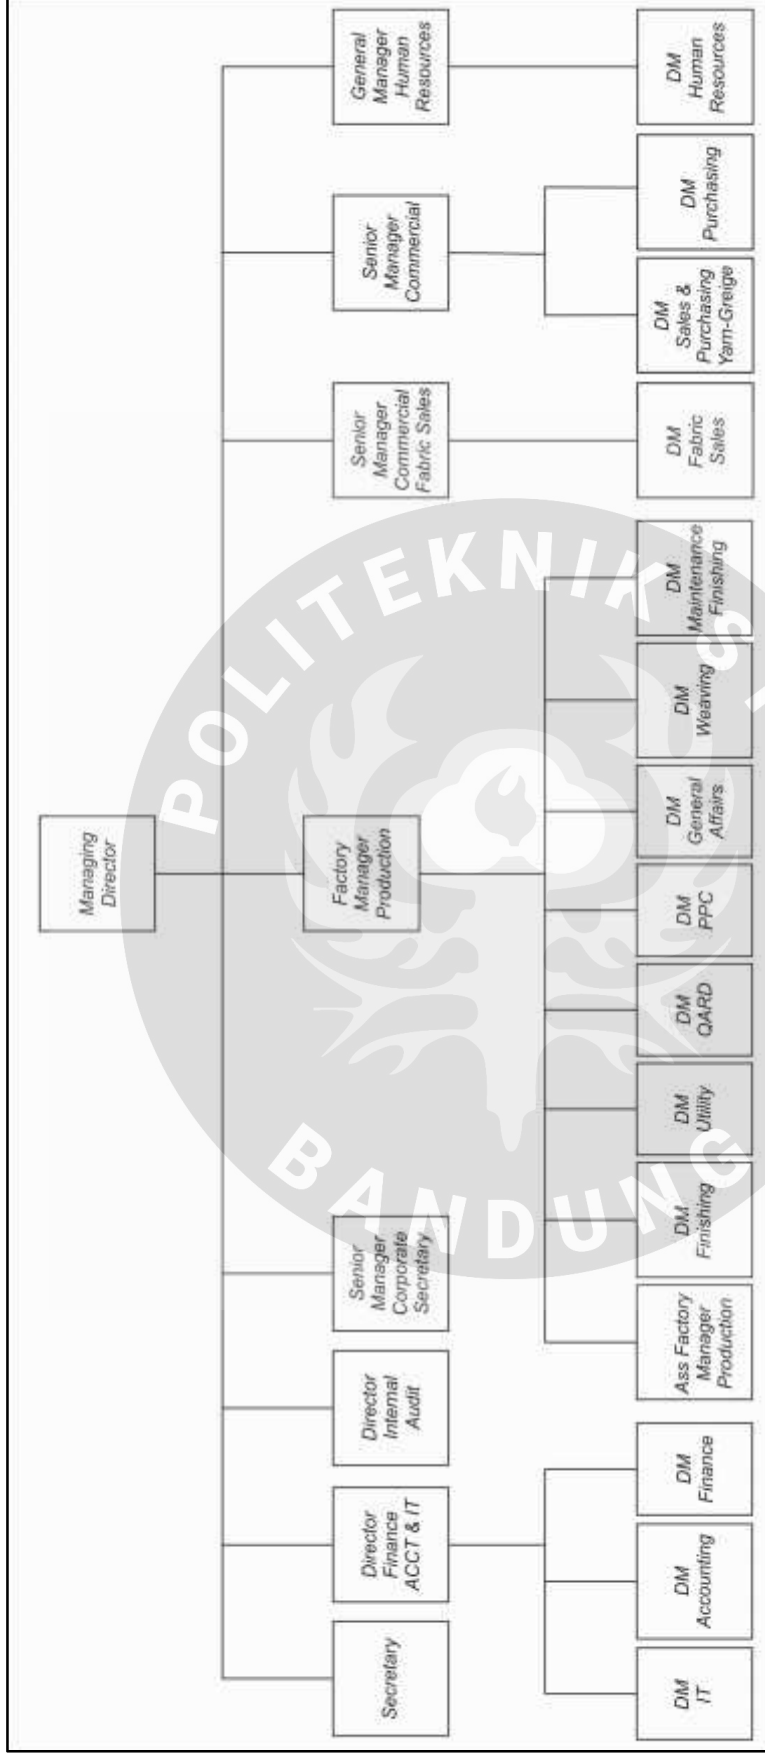 Managing
Director
Secretary
Director
Finance
ACCT & IT
Director
Internal
Audit
Senior
Manager
Corporate
Secretary
Factory
Manager
Production
Senior
Manager
Commercial
Fabric Sales
Senior
Manager
Commercial
General
Manager
Human
Resources
DM
IT
DM
Accounting
DM
Finance
Ass Factory
Manager
Production
DM
Finishing
DM
Utility
DM
QARD
DM
PPC
DM
General
Affairs
DM
Weaving
DM
Maintenance
Finishing
DM
Fabric
Sales
DM
Sales &
Purchasing
Yarn-Greige
DM
Purchasing
DM
Human
Resources
POLITEKNIK S
BANDUNG